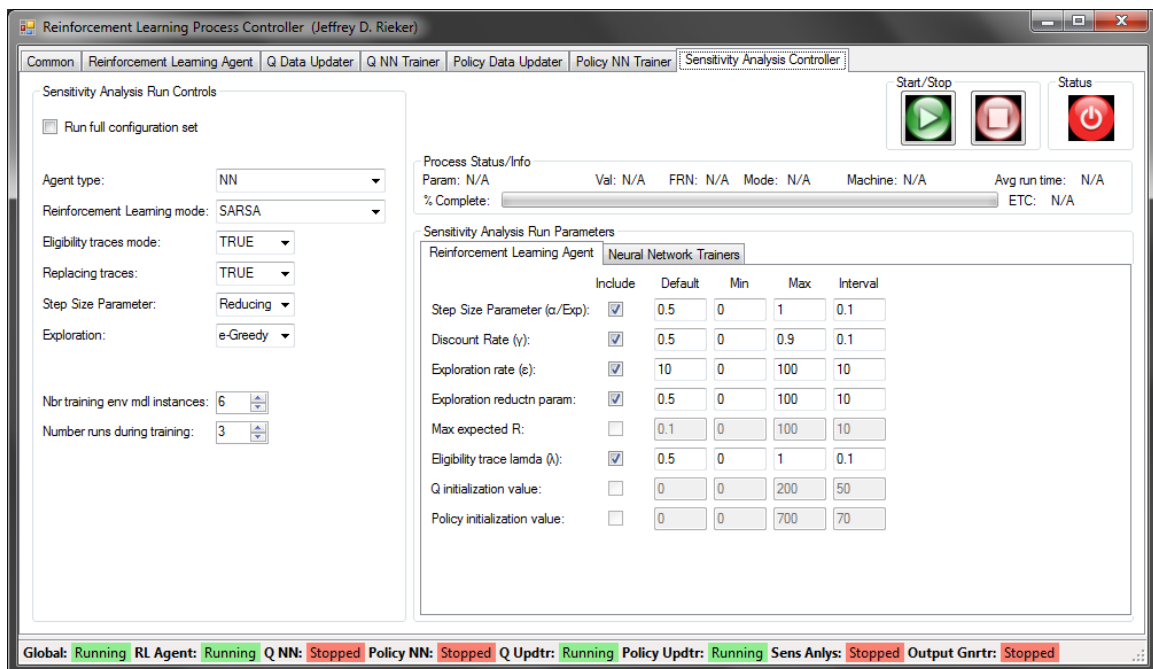 Reinforcement Learning Process Controller (Jeffrey D. Rieker)
Common Reinforcement Learning Agent Q Data Updater Q NN Trainer Policy Data Updater Policy NN Trainer Sensitivity Analysis Controller
Sensitivity Analysis Run Controls
Run full configuration set
Agent type: NN
Reinforcement Learning mode: SARSA
Eligibility traces mode: TRUE
Replacing traces: TRUE
Step Size Parameter: Reducing
Exploration: e-Greedy
Nbr training env mdl instances: 6
Number runs during training: 3
Start/Stop
Status
Process Status/Info
Param: N/A Val: N/A FRN: N/A Mode: N/A Machine: N/A Avg run time: N/A
% Complete: ETC: N/A
Sensitivity Analysis Run Parameters
Reinforcement Learning Agent Neural Network Trainers
Include Default Min Max Interval
Step Size Parameter (α/Exp): 0.5 0 1 0.1
Discount Rate (γ): 0.5 0 0.9 0.1
Exploration rate (ε): 10 0 100 10
Exploration reductn param: 0.5 0 100 10
Max expected R: 0.1 0 100 10
Eligibility trace lamda (λ): 0.5 0 1 0.1
Q initialization value: 0 0 200 50
Policy initialization value: 0 0 700 70
Global: Running RL Agent: Running Q NN: Stopped Policy NN: Stopped Q Updtr: Running Policy Updtr: Running Sens Anlys: Stopped Output Gnrtr: Stopped